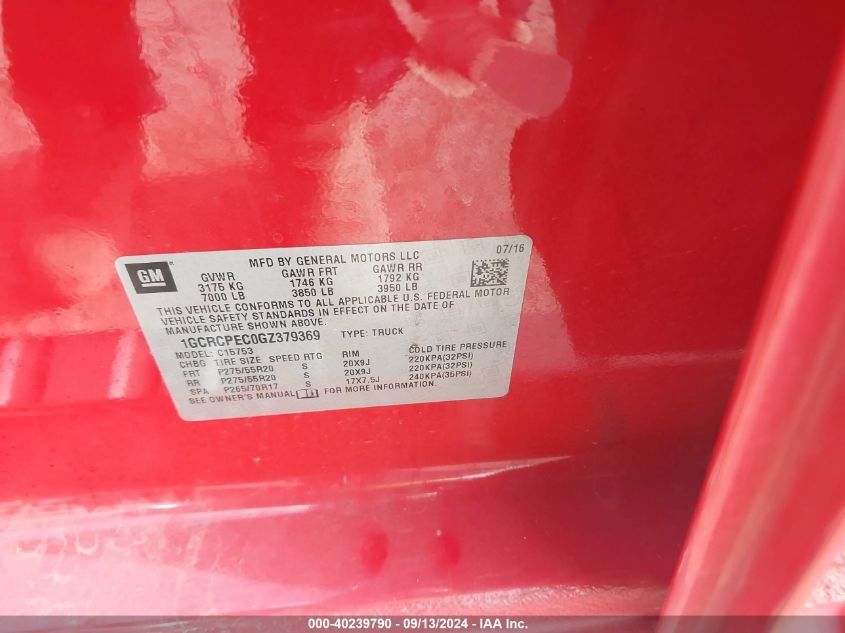 MFD BY GENERAL MOTORS LLC 07/16
GM
GVWR GAWR FRT GAWR RR
3175 KG 1746 KG 1792 KG
7000 LB 3850 LB 3950 LB
THIS VEHICLE CONFORMS TO ALL APPLICABLE U.S. FEDERAL MOTOR
VEHICLE SAFETY STANDARDS IN EFFECT ON THE DATE OF
MANUFACTURE SHOWN ABOVE.
1GCRCPEC0GZ379369 TYPE: TRUCK
MODEL: C15753
CHBG TIRE SIZE SPEED RTG RIM COLD TIRE PRESSURE
FRT P275/55R20 S 20X9J 220KPA(32PSI)
RR P275/55R20 S 20X9J 220KPA(32PSI)
SPA P265/70R17 S 17X7.5J 240KPA(35PSI)
SEE OWNER'S MANUAL FOR MORE INFORMATION.
000-40239790 - 09/13/2024 - IAA Inc.